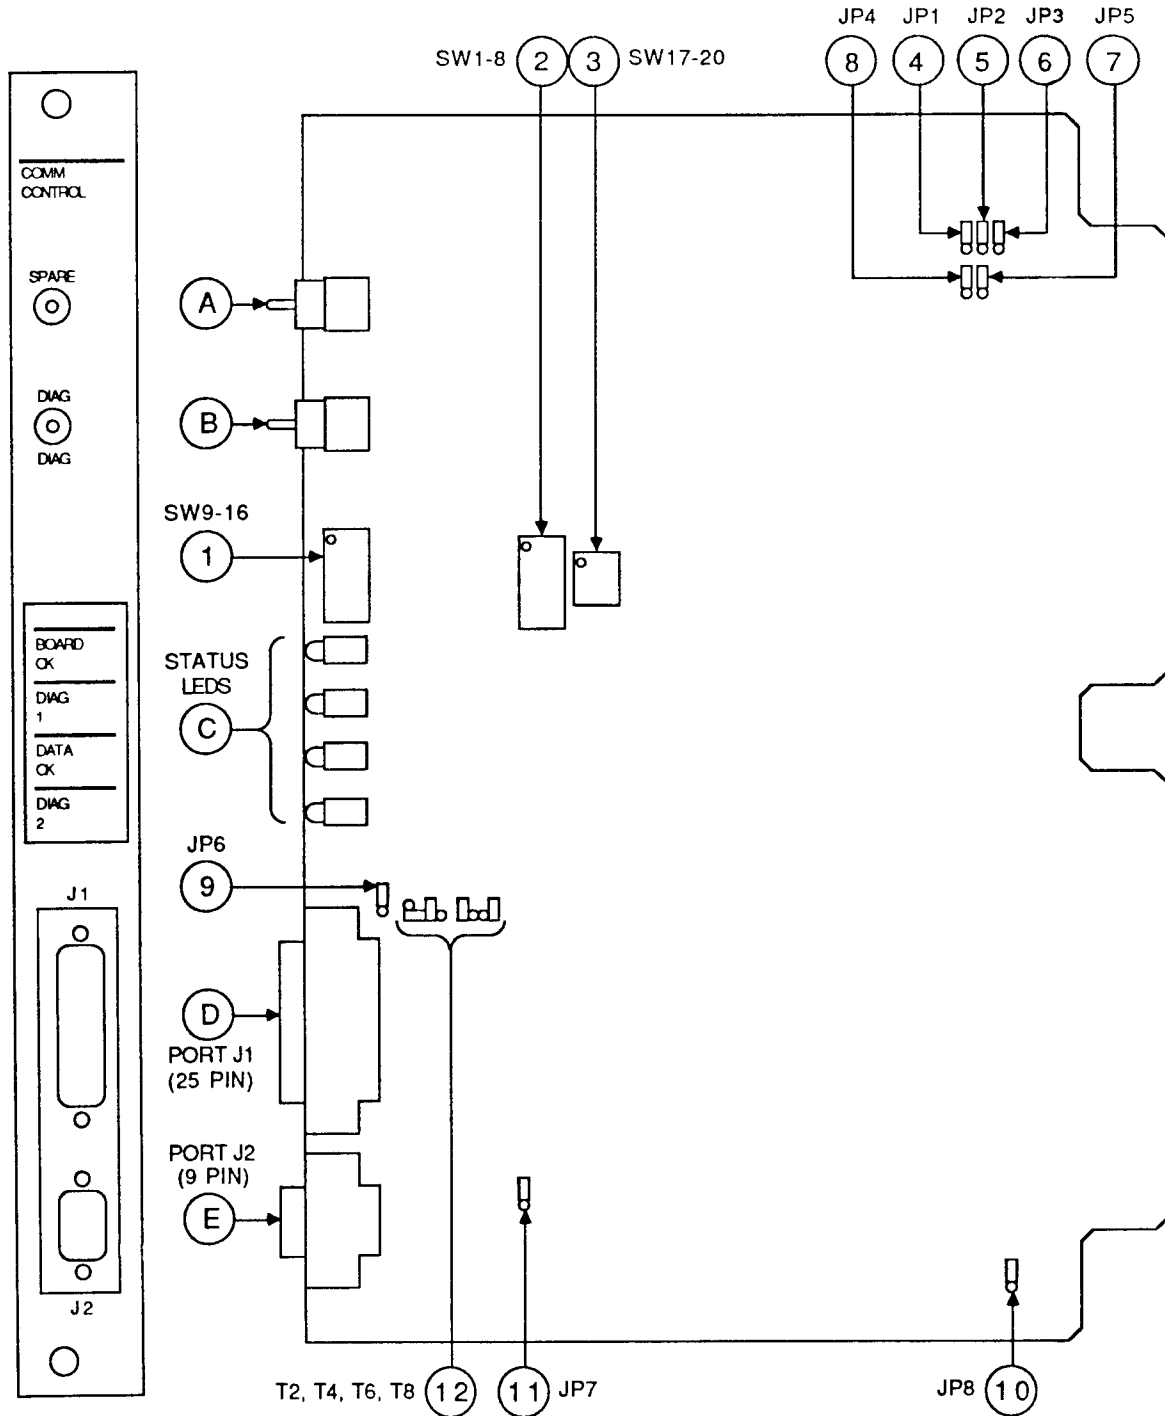 JP4 JP1 JP2 JP3 JP5
SW1-8 2 3 SW17-20 8 4 5 6 7
COMM
CONTROL
SPARE
A
DIAG
B
DIAG
SW9-16
1
BOARD
OK
STATUS
LEDS
DIAG
1
C
DATA
OK
DIAG
2
JP6
9
J1
D
PORT J1
(25 PIN)
PORT J2
(9 PIN)
E
J2
T2, T4, T6, T8 12 11 JP7 JP8 10